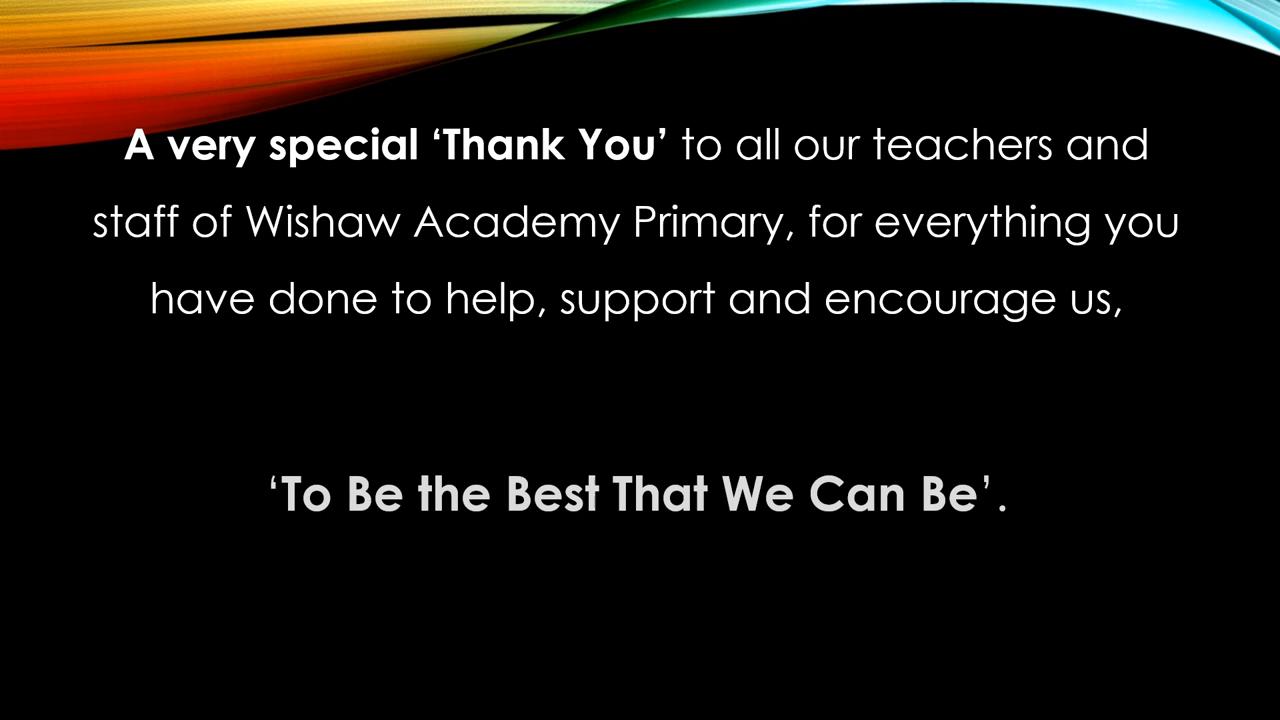 A very special ‘Thank You’ to all our teachers and
staff of Wishaw Academy Primary, for everything you
have done to help, support and encourage us,
‘To Be the Best That We Can Be’.